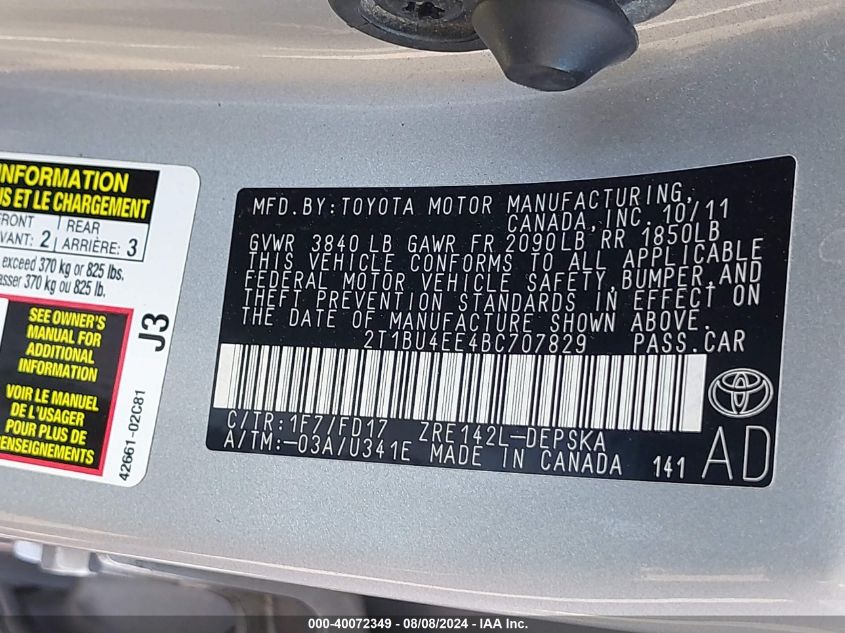 INFORMATION
US ET LE CHARGEMENT
FRONT
VANT: 2
REAR
ARRIÈRE: 3
exceed 370 kg or 825 lbs.
asser 370 kg ou 825 lb.
SEE OWNER'S
MANUAL FOR
ADDITIONAL
INFORMATION
VOIR LE MANUEL
DE L'USAGER
POUR PLUS DE
RENSEIGNEMENTS
J3
42661-02C81
MFD.BY:TOYOTA MOTOR MANUFACTURING,
CANADA,INC. 10/11
GVWR 3840 LB GAWR FR 2090LB RR 1850LB
THIS VEHICLE CONFORMS TO ALL APPLICABLE
FEDERAL MOTOR VEHICLE SAFETY,BUMPER,AND
THEFT PREVENTION STANDARDS IN EFFECT ON
THE DATE OF MANUFACTURE SHOWN ABOVE.
2T1BU4EE4BC707829 PASS.CAR
C/TR:1F7/FD17 ZRE142L-DEPSKA
A/TM:-03A/U341E MADE IN CANADA 141
AD
000-40072349 - 08/08/2024 - IAA Inc.